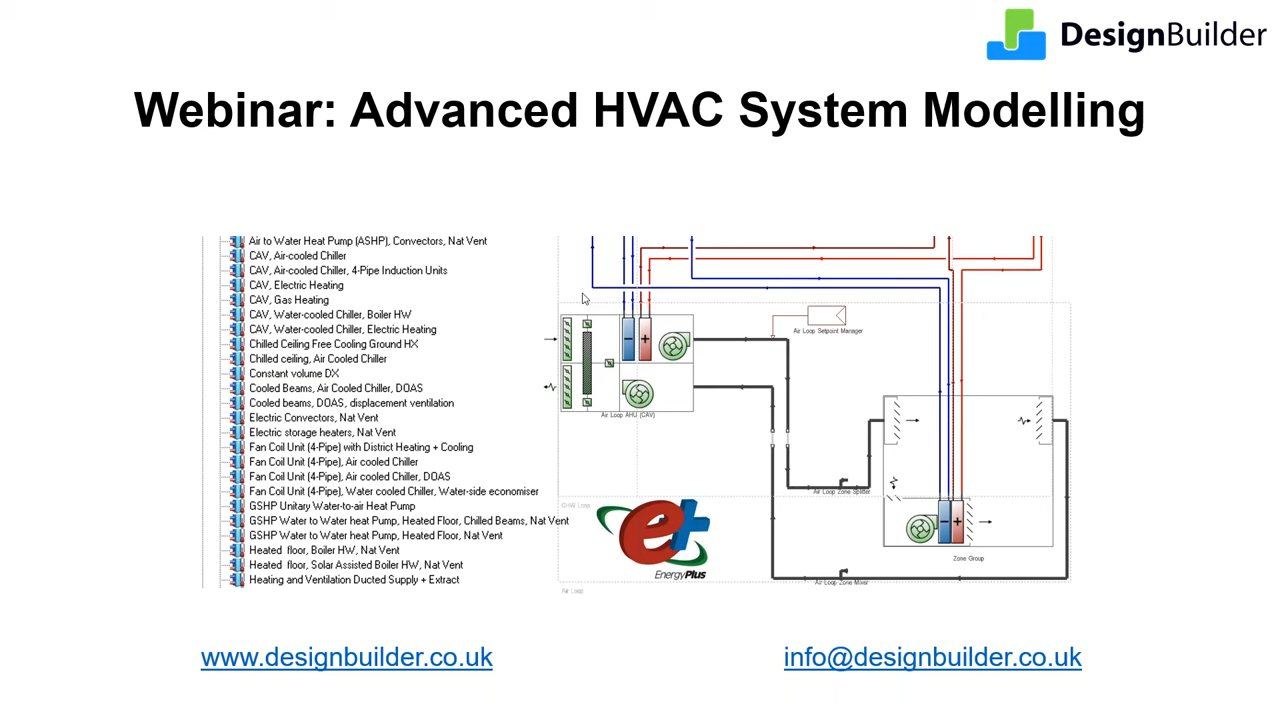 DesignBuilder
Webinar: Advanced HVAC System Modelling
Air to Water Heat Pump (ASHP), Convectors, Nat Vent
CAV, Air-cooled Chiller
CAV, Air-cooled Chiller, 4-Pipe Induction Units
CAV, Electric Heating
CAV, Gas Heating
CAV, Water-cooled Chiller, Boiler HW
CAV, Water-cooled Chiller, Electric Heating
Chilled Ceiling Free Cooling Ground HX
Chilled ceiling, Air Cooled Chiller
Constant volume DX
Cooled Beams, Air Cooled Chiller, DOAS
Cooled beams, DOAS, displacement ventilation
Electric Convectors, Nat Vent
Electric storage heaters, Nat Vent
Fan Coil Unit (4-Pipe) with District Heating + Cooling
Fan Coil Unit (4-Pipe), Air cooled Chiller
Fan Coil Unit (4-Pipe), Air cooled Chiller, DOAS
Fan Coil Unit (4-Pipe), Water cooled Chiller, Water-side economiser
GSHP Unitary Water-to-air Heat Pump
GSHP Water to Water heat Pump, Heated Floor, Chilled Beams, Nat Vent
GSHP Water to Water heat Pump, Heated Floor, Nat Vent
Heated floor, Boiler HW, Nat Vent
Heated floor, Solar Assisted Boiler HW, Nat Vent
Heating and Ventilation Ducted Supply + Extract
Air Loop Setpoint Manager
Air Loop AHU (CAV)
Air Loop Zone Splitter
CHW Loop
e+
EnergyPlus
Zone Group
Air Loop Zone Mixer
Air Loop
www.designbuilder.co.uk
info@designbuilder.co.uk